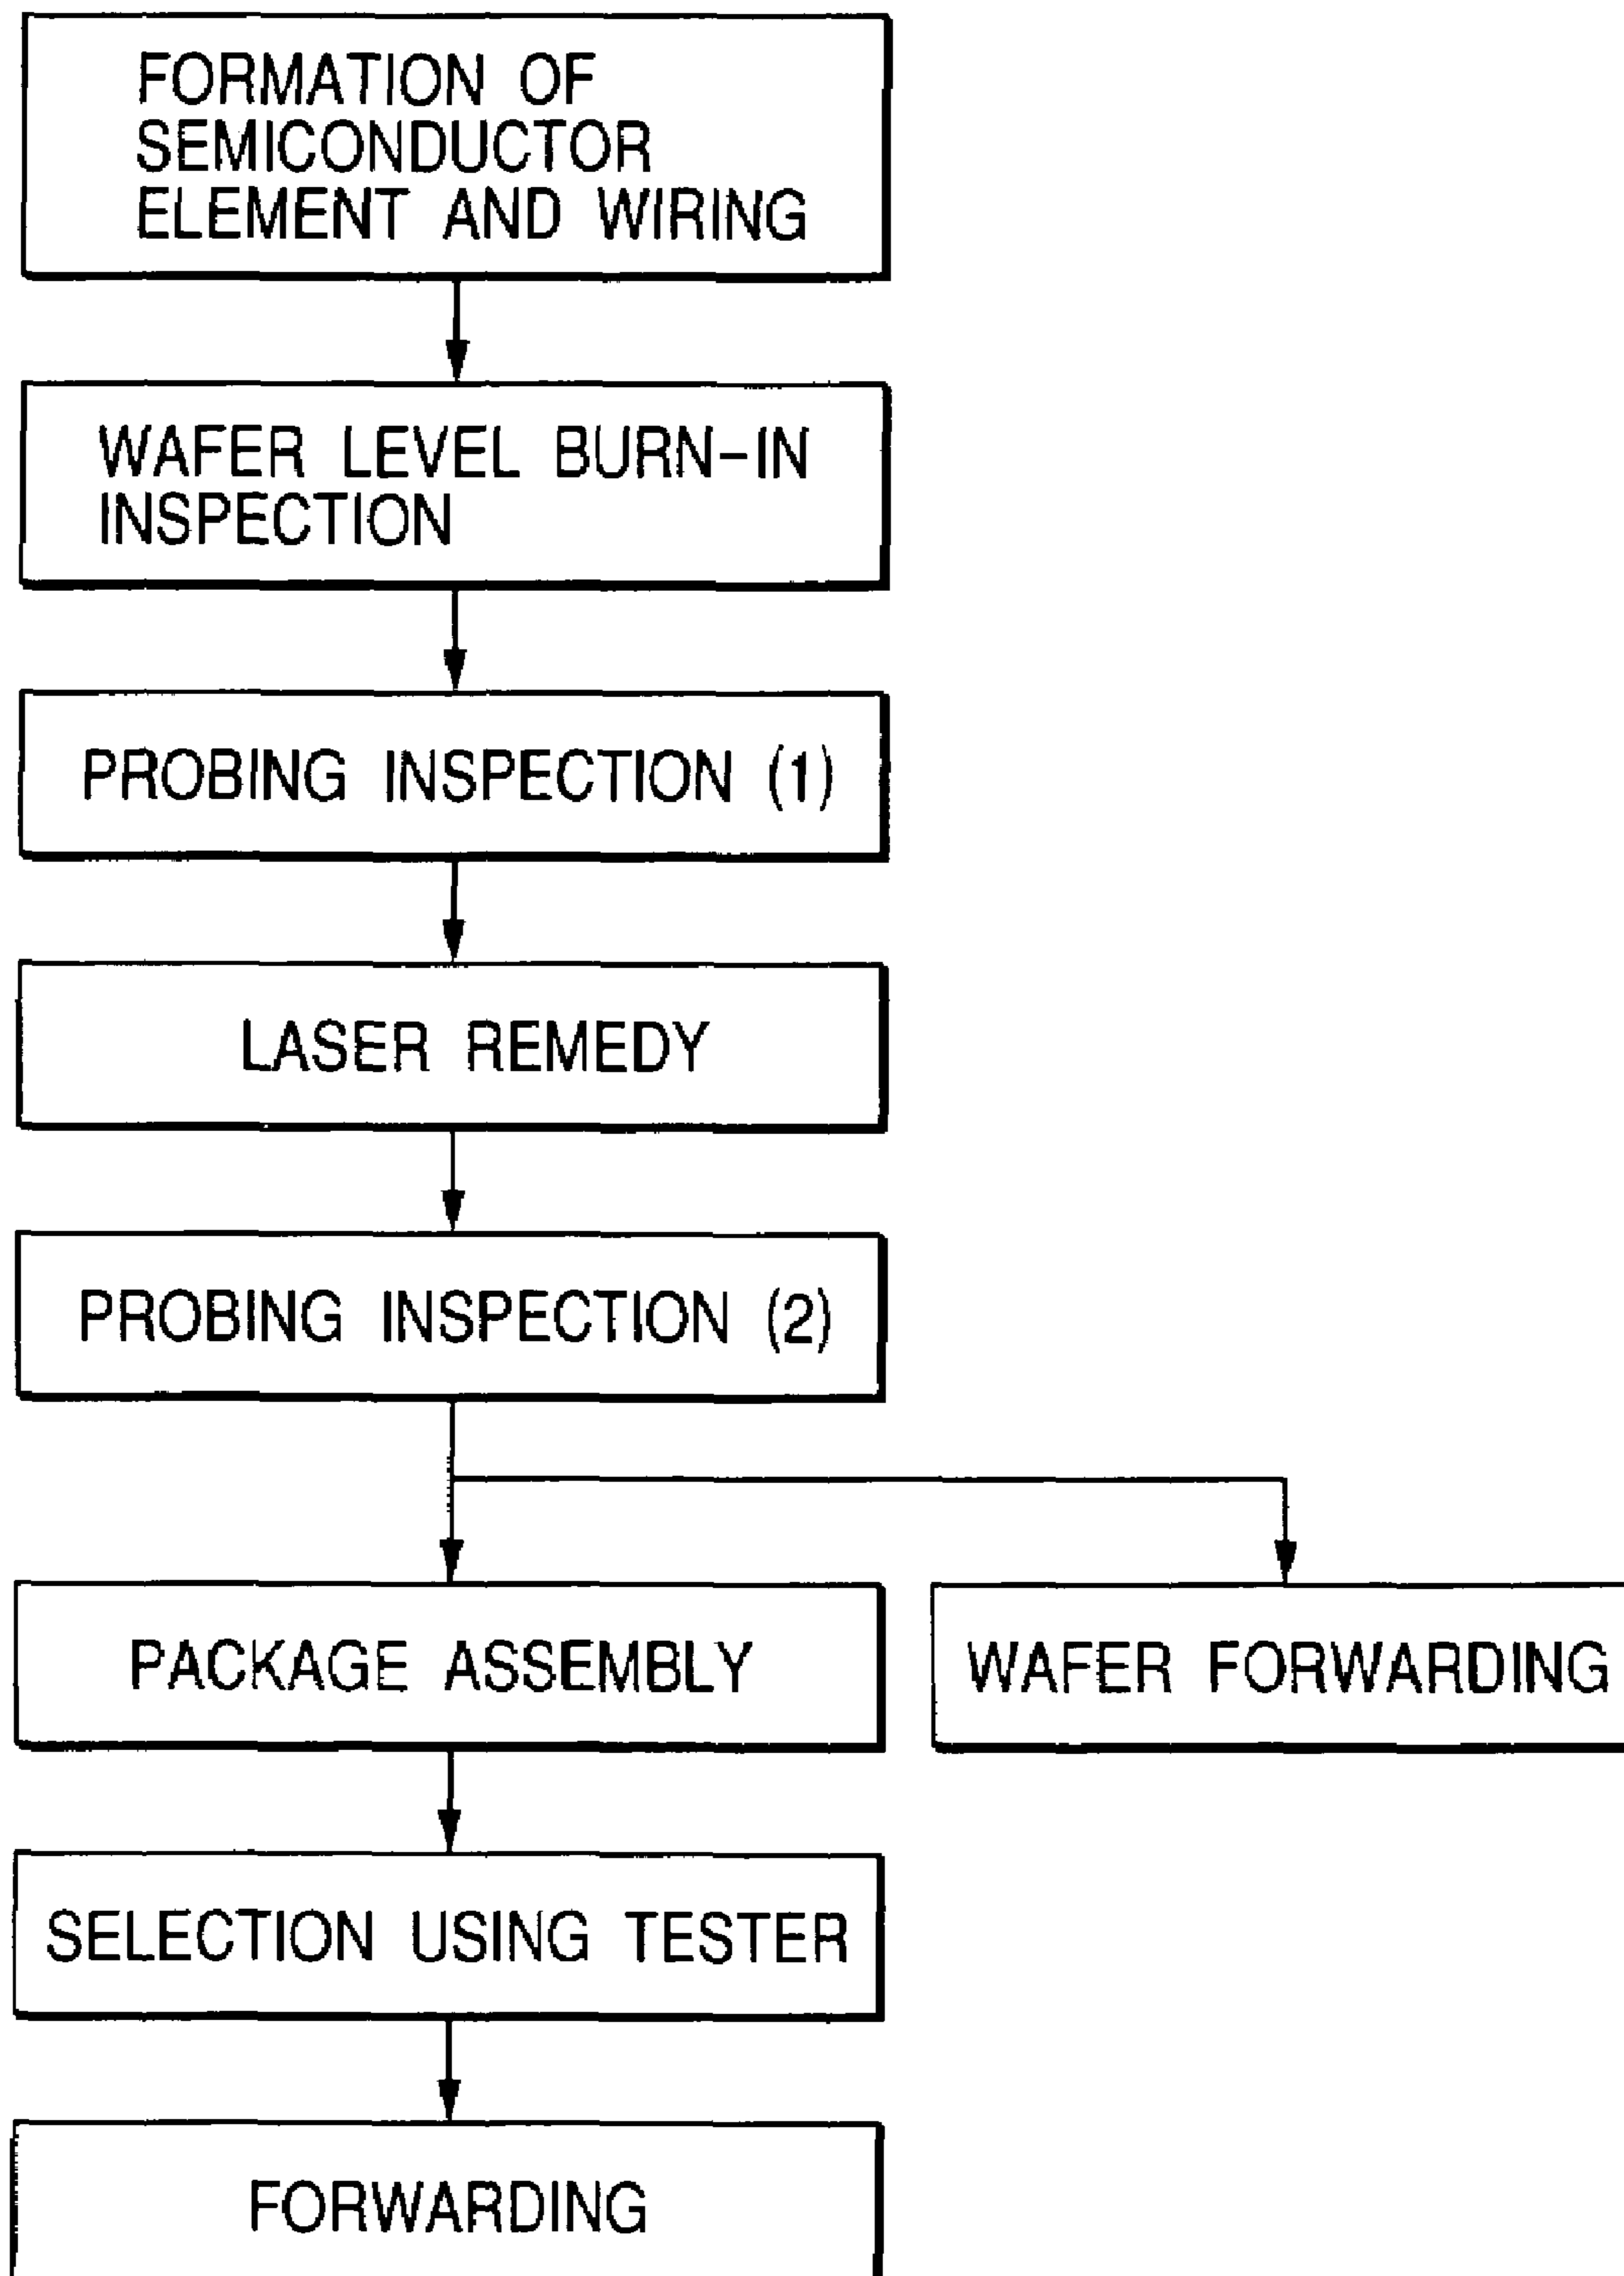 FORMATION OF
SEMICONDUCTOR
ELEMENT AND WIRING
WAFER LEVEL BURN-IN
INSPECTION
PROBING INSPECTION (1)
LASER REMEDY
PROBING INSPECTION (2)
PACKAGE ASSEMBLY
WAFER FORWARDING
SELECTION USING TESTER
FORWARDING